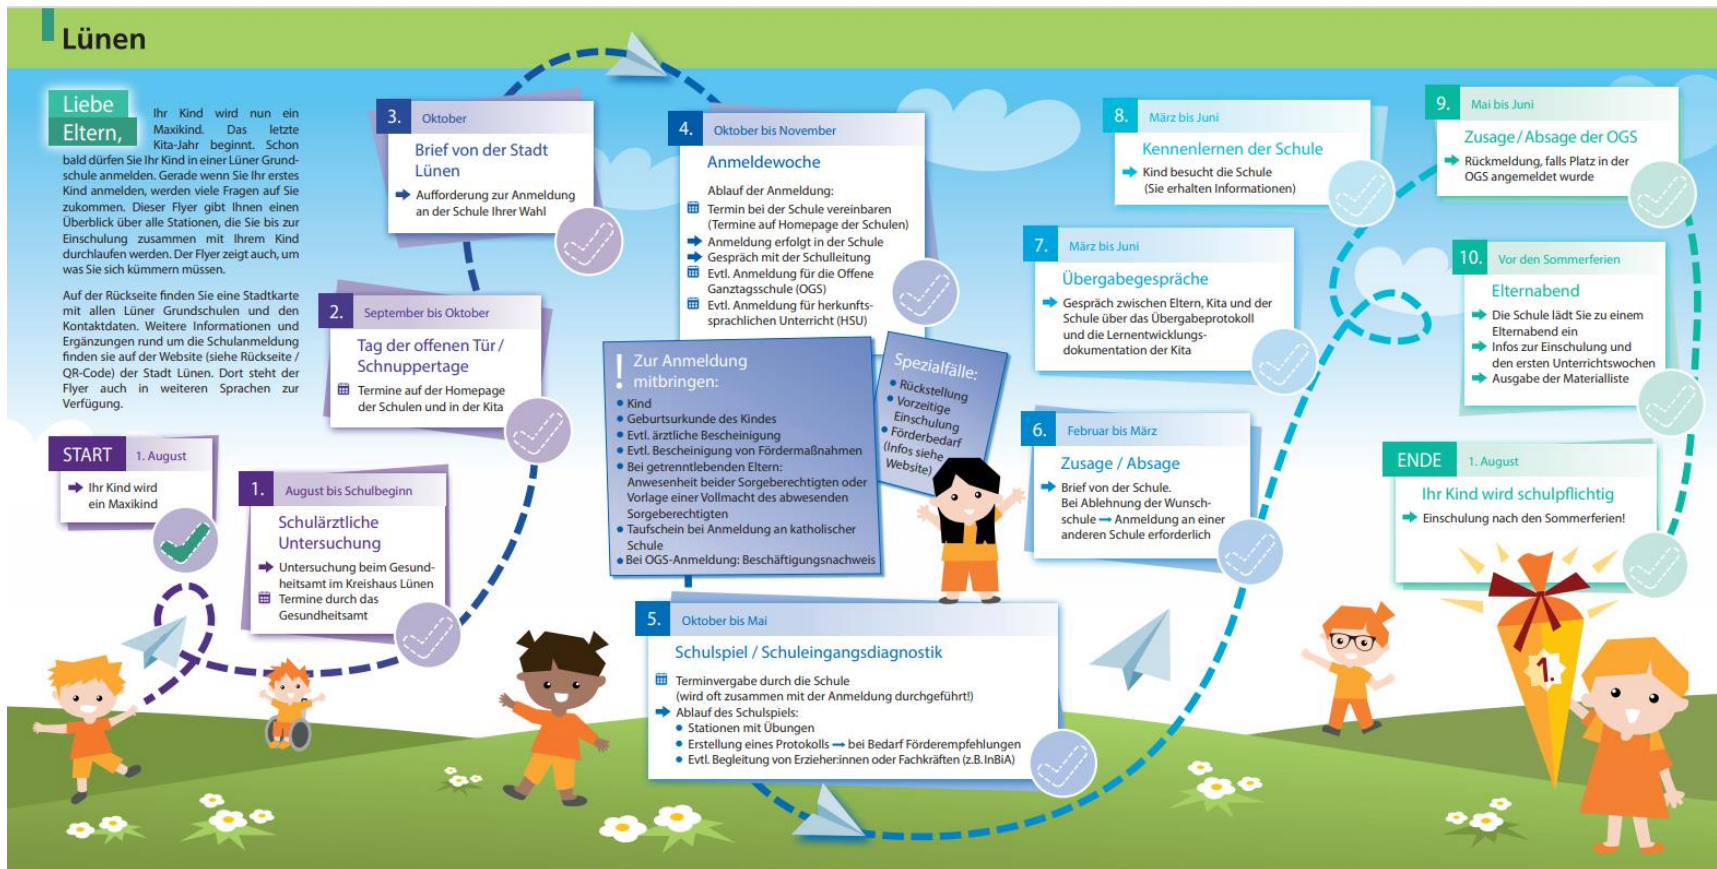 Lünen
Liebe
Eltern,
Ihr Kind wird nun ein
Maxikind. Das letzte
Kita-Jahr beginnt. Schon
bald dürfen Sie Ihr Kind in einer Lüner Grund-
schule anmelden. Gerade wenn Sie Ihr erstes
Kind anmelden, werden viele Fragen auf Sie
zukommen. Dieser Flyer gibt Ihnen einen
Überblick über alle Stationen, die Sie bis zur
Einschulung zusammen mit Ihrem Kind
durchlaufen werden. Der Flyer zeigt auch, um
was Sie sich kümmern müssen.
Auf der Rückseite finden Sie eine Stadtkarte
mit allen Lüner Grundschulen und den
Kontaktdaten. Weitere Informationen und
Ergänzungen rund um die Schulanmeldung
finden sie auf der Website (siehe Rückseite /
QR-Code) der Stadt Lünen. Dort steht der
Flyer auch in weiteren Sprachen zur
Verfügung.
START 1. August
Ihr Kind wird
ein Maxikind
1. August bis Schulbeginn
Schulärztliche
Untersuchung
Untersuchung beim Gesund-
heitsamt im Kreishaus Lünen
Termine durch das
Gesundheitsamt
2. September bis Oktober
Tag der offenen Tür /
Schnuppertage
Termine auf der Homepage
der Schulen und in der Kita
3. Oktober
Brief von der Stadt
Lünen
Aufforderung zur Anmeldung
an der Schule Ihrer Wahl
4. Oktober bis November
Anmeldewoche
Ablauf der Anmeldung:
Termin bei der Schule vereinbaren
(Termine auf Homepage der Schulen)
Anmeldung erfolgt in der Schule
Gespräch mit der Schulleitung
Evtl. Anmeldung für die Offene
Ganztagsschule (OGS)
Evtl. Anmeldung für herkunfts-
sprachlichen Unterricht (HSU)
! Zur Anmeldung
mitbringen:
• Kind
• Geburtsurkunde des Kindes
• Evtl. ärztliche Bescheinigung
• Evtl. Bescheinigung von Fördermaßnahmen
• Bei getrenntlebenden Eltern:
Anwesenheit beider Sorgeberechtigten oder
Vorlage einer Vollmacht des abwesenden
Sorgeberechtigten
• Taufschein bei Anmeldung an katholischer
Schule
• Bei OGS-Anmeldung: Beschäftigungsnachweis
Spezialfälle:
• Rückstellung
• Vorzeitige
Einschulung
• Förderbedarf
(Infos siehe
Website)
5. Oktober bis Mai
Schulspiel / Schuleingangsdiagnostik
Terminvergabe durch die Schule
(wird oft zusammen mit der Anmeldung durchgeführt!)
Ablauf des Schulspiels:
• Stationen mit Übungen
• Erstellung eines Protokolls → bei Bedarf Förderempfehlungen
• Evtl. Begleitung von Erzieher:innen oder Fachkräften (z.B.InBiA)
6. Februar bis März
Zusage / Absage
Brief von der Schule.
Bei Ablehnung der Wunsch-
schule → Anmeldung an einer
anderen Schule erforderlich
7. März bis Juni
Übergabegespräche
Gespräch zwischen Eltern, Kita und der
Schule über das Übergabeprotokoll
und die Lernentwicklungs-
dokumentation der Kita
8. März bis Juni
Kennenlernen der Schule
Kind besucht die Schule
(Sie erhalten Informationen)
9. Mai bis Juni
Zusage / Absage der OGS
Rückmeldung, falls Platz in der
OGS angemeldet wurde
10. Vor den Sommerferien
Elternabend
Die Schule lädt Sie zu einem
Elternabend ein
Infos zur Einschulung und
den ersten Unterrichtswochen
Ausgabe der Materialliste
ENDE 1. August
Ihr Kind wird schulpflichtig
Einschulung nach den Sommerferien!
1.